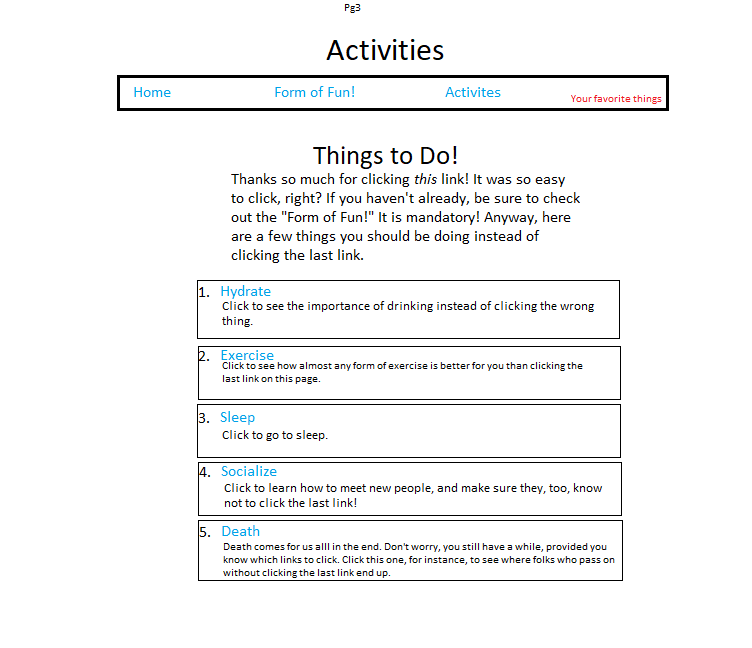 Pg3
Activities
Home Form of Fun! Activites Your favorite things
Things to Do!
Thanks so much for clicking this link! It was so easy
to click, right? If you haven't already, be sure to check
out the "Form of Fun!" It is mandatory! Anyway, here
are a few things you should be doing instead of
clicking the last link.
1. Hydrate
Click to see the importance of drinking instead of clicking the wrong
thing.
2. Exercise
Click to see how almost any form of exercise is better for you than clicking the
last link on this page.
3. Sleep
Click to go to sleep.
4. Socialize
Click to learn how to meet new people, and make sure they, too, know
not to click the last link!
5. Death
Death comes for us alll in the end. Don't worry, you still have a while, provided you
know which links to click. Click this one, for instance, to see where folks who pass on
without clicking the last link end up.